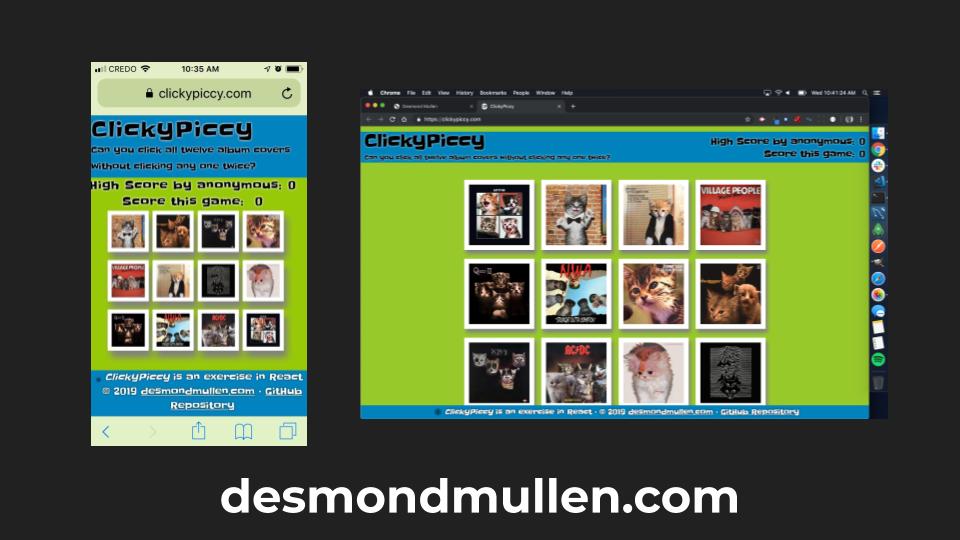 CREDO
10:35 AM
clickypiccy.com
ClickyPiccy
Can you click all twelve album covers
without clicking any one twice?
High Score by anonymous: 0
Score this game: 0
VILLAGE PEOPLE
AC/DC
ClickyPiccy is an exercise in React
© 2019 desmondmullen.com · GitHub
Repository
Chrome File Edit View History Bookmarks People Window Help
Wed 10:41:24 AM
Desmond Mullen
ClickyPiccy
https://clickypiccy.com
ClickyPiccy
Can you click all twelve album covers without clicking any one twice?
High Score by anonymous: 0
Score this game: 0
VILLAGE PEOPLE
AC/DC
ClickyPiccy is an exercise in React · © 2019 desmondmullen.com · GitHub Repository
desmondmullen.com